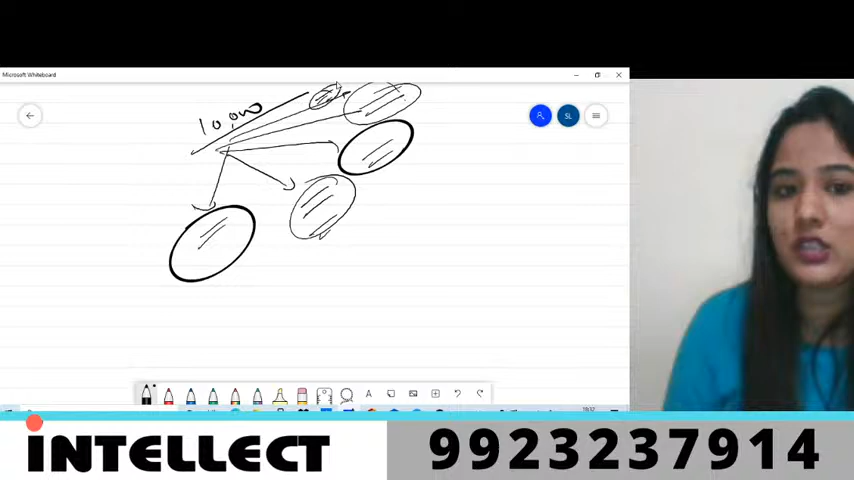 Microsoft Whiteboard
10,000
SL
A
INTELLECT
9923237914